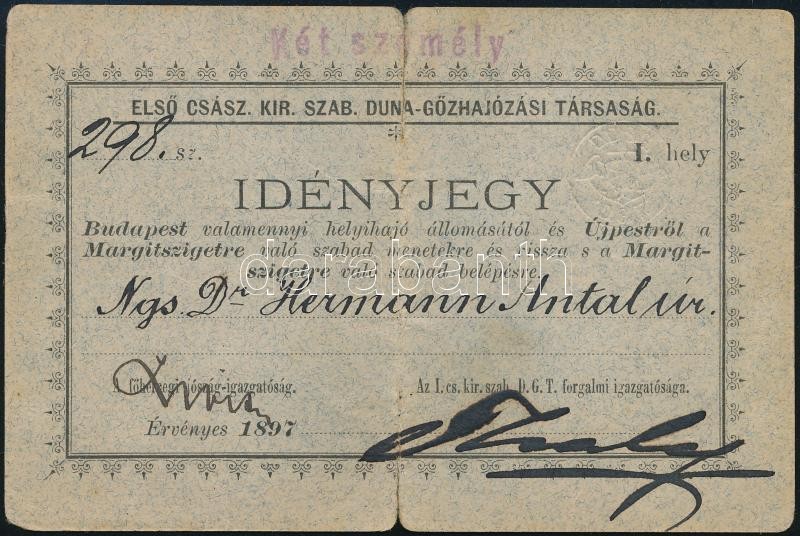 Két személy
ELSŐ CSÁSZ. KIR. SZAB. DUNA-GŐZHAJÓZÁSI TÁRSASÁG.
298. sz. I. hely
IDÉNYJEGY
Budapest valamennyi helyihajó állomásától és Újpestről a
Margitszigetre való szabad menetekre és vissza s a Margit-
szigetre való szabad belépésre.
darabanth
Ngs. Dr Hermann Antal úr.
A főherczegi jószág-igazgatóság. Az I. cs. kir. szab. D. G. T. forgalmi igazgatósága.
Érvényes 1897